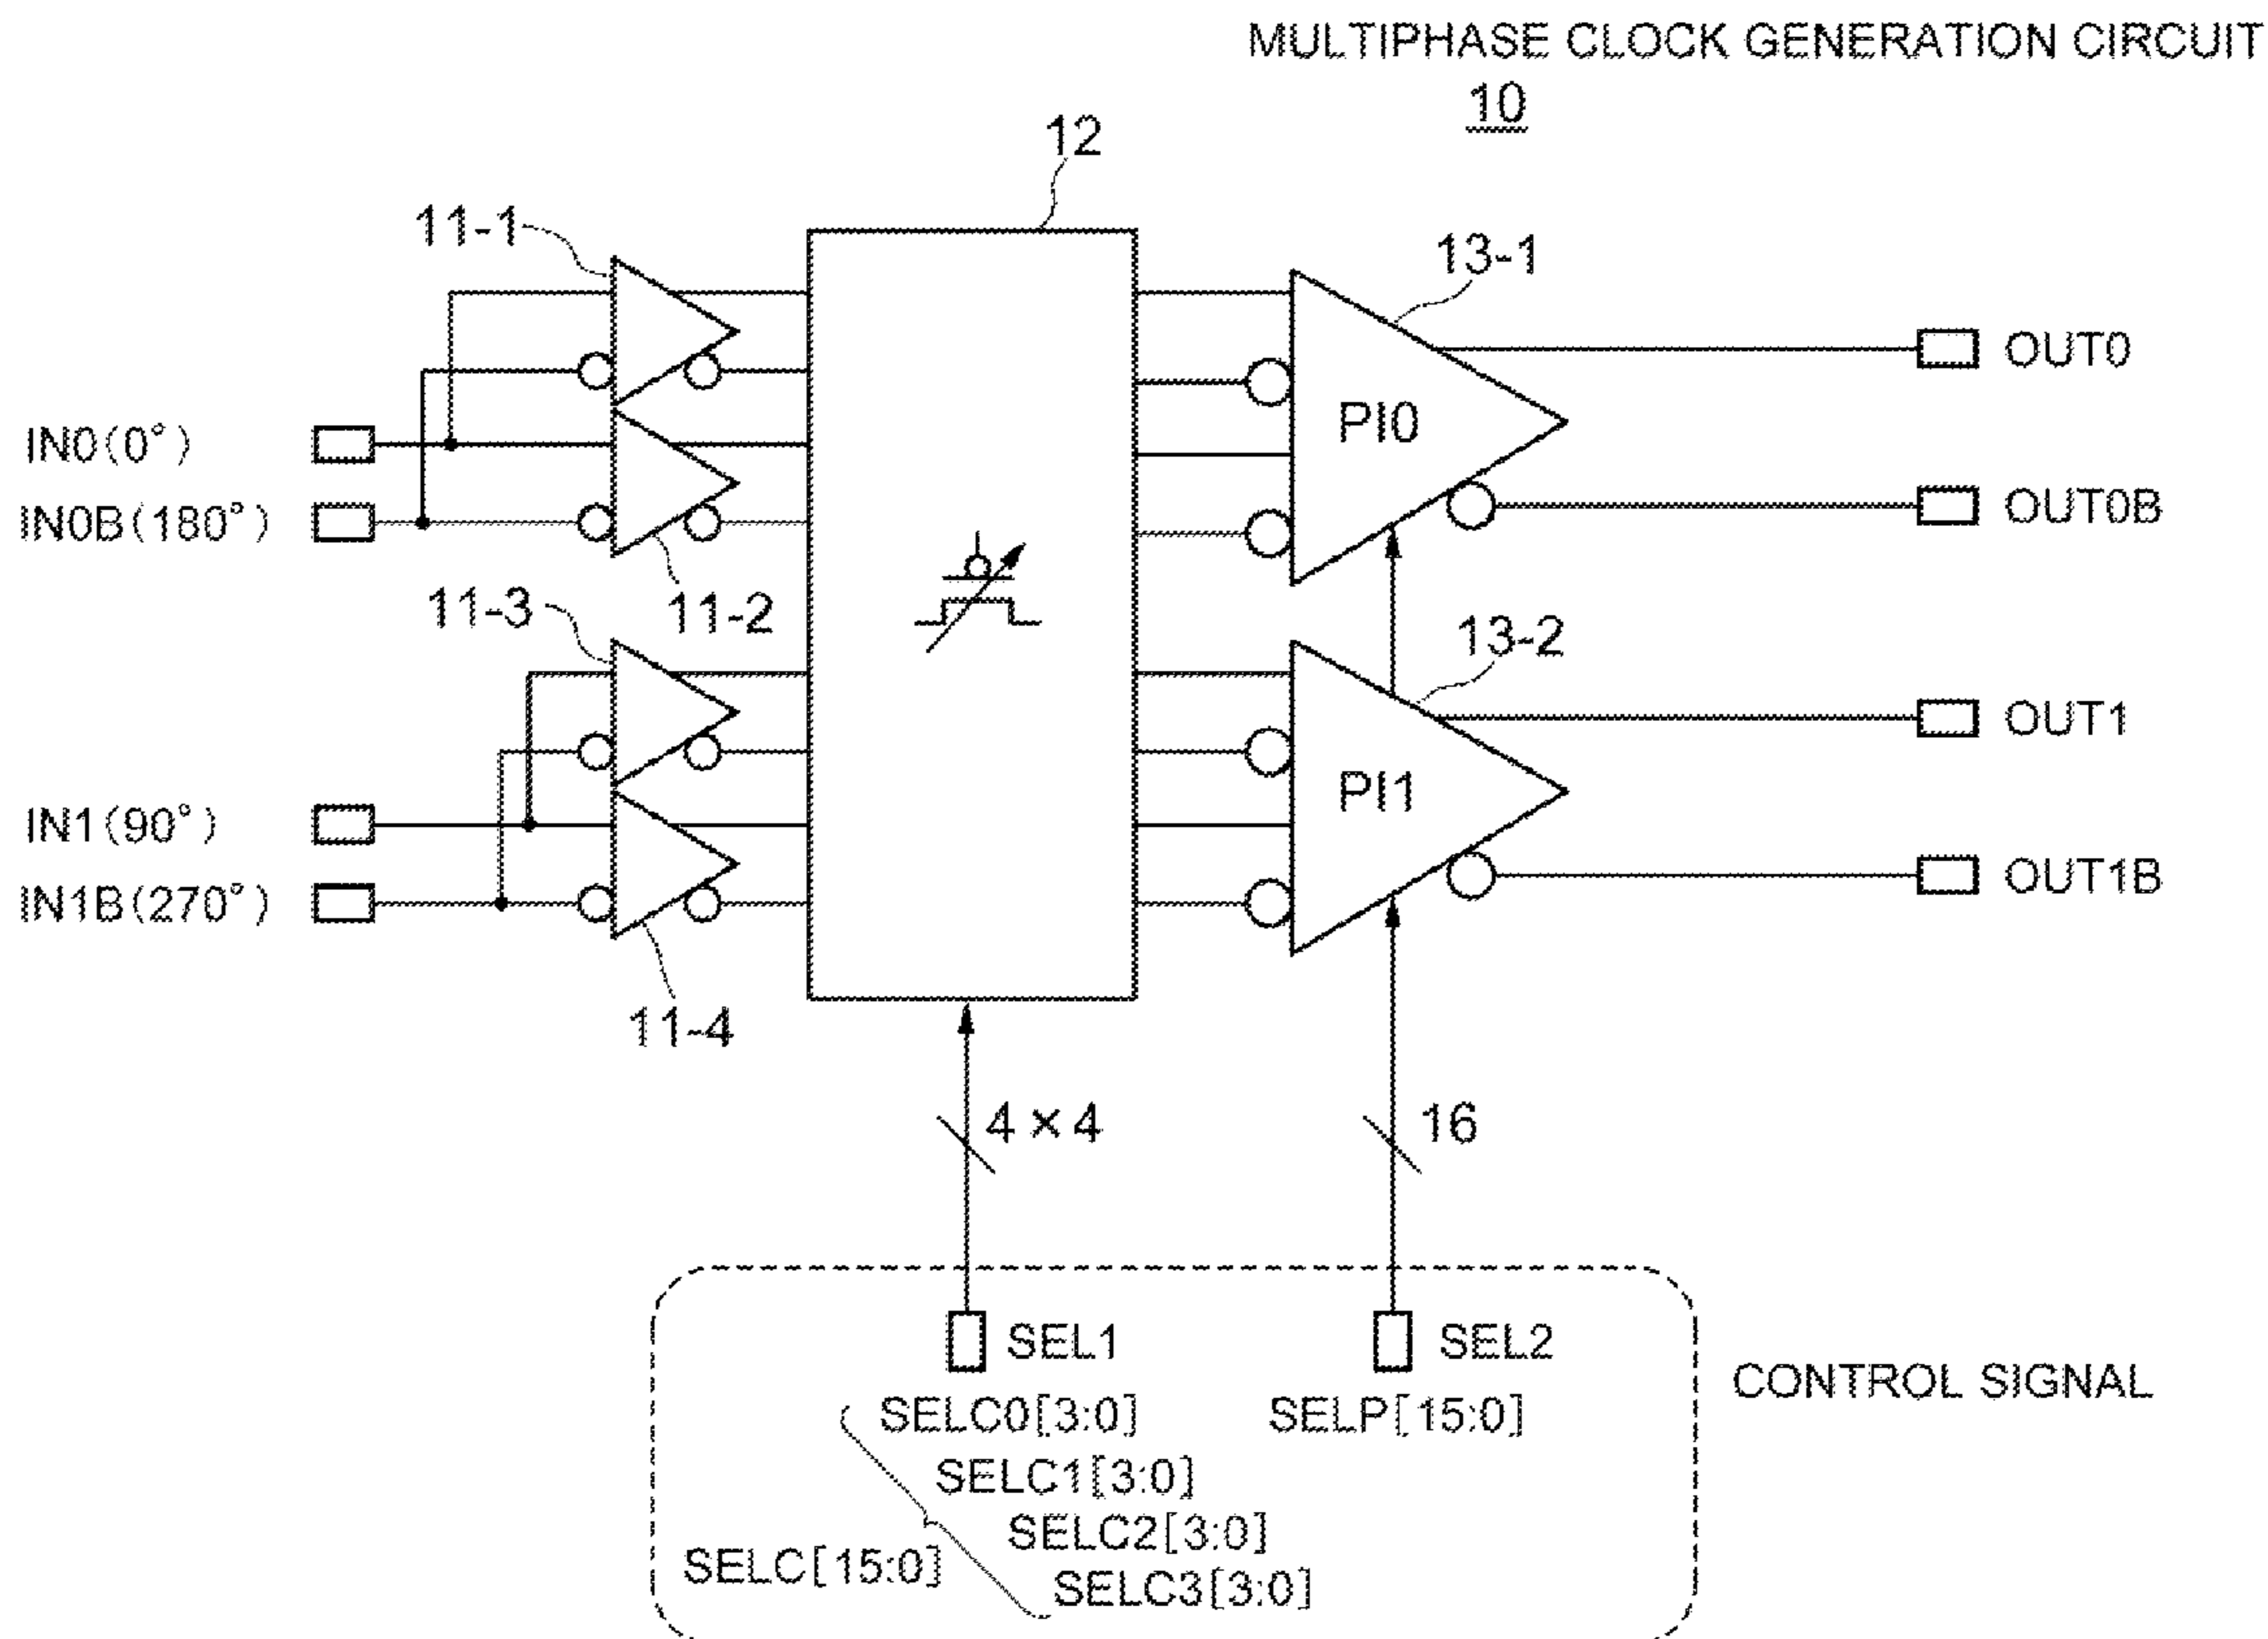 MULTIPHASE CLOCK GENERATION CIRCUIT
10
12
11-1
13-1
OUT0
PI0
IN0(0°)
IN0B(180°)
OUT0B
11-3
11-2
13-2
OUT1
PI1
IN1(90°)
IN1B(270°)
OUT1B
11-4
4×4
16
SEL1
SEL2
CONTROL SIGNAL
SELC0[3:0]
SELP[15:0]
SELC1[3:0]
SELC2[3:0]
SELC[15:0]
SELC3[3:0]